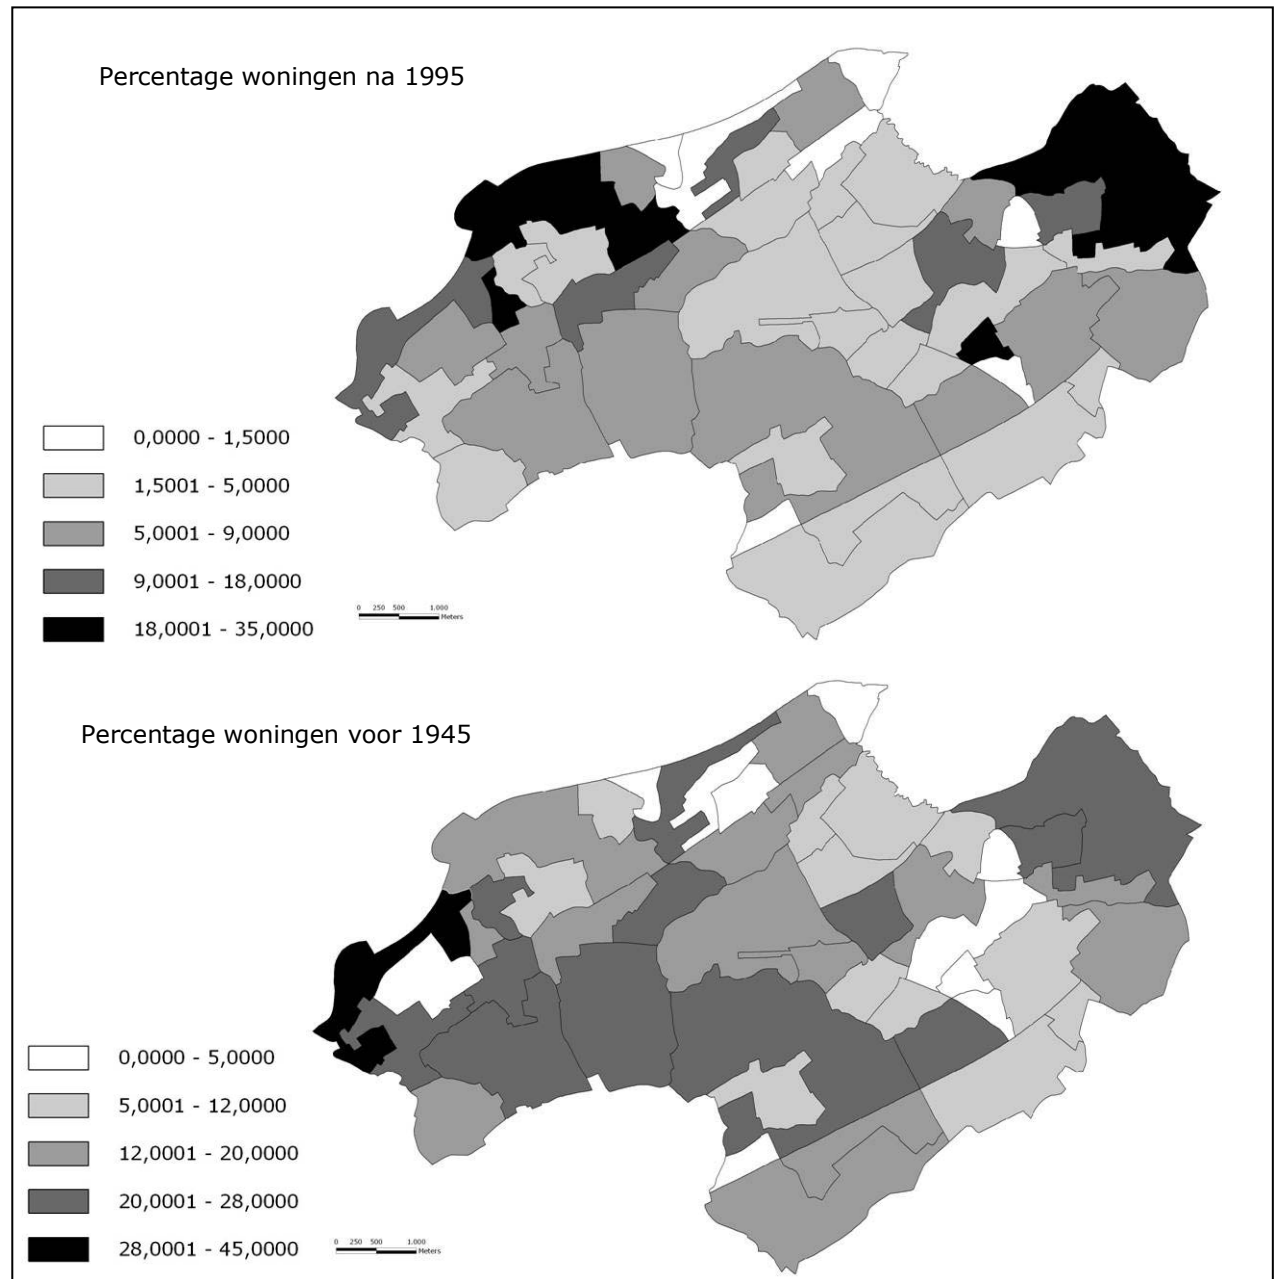 Percentage woningen na 1995
0,0000 - 1,5000
1,5001 - 5,0000
5,0001 - 9,0000
9,0001 - 18,0000
18,0001 - 35,0000
0 250 500 1.000
Meters
Percentage woningen voor 1945
0,0000 - 5,0000
5,0001 - 12,0000
12,0001 - 20,0000
20,0001 - 28,0000
28,0001 - 45,0000
0 250 500 1.000
Meters